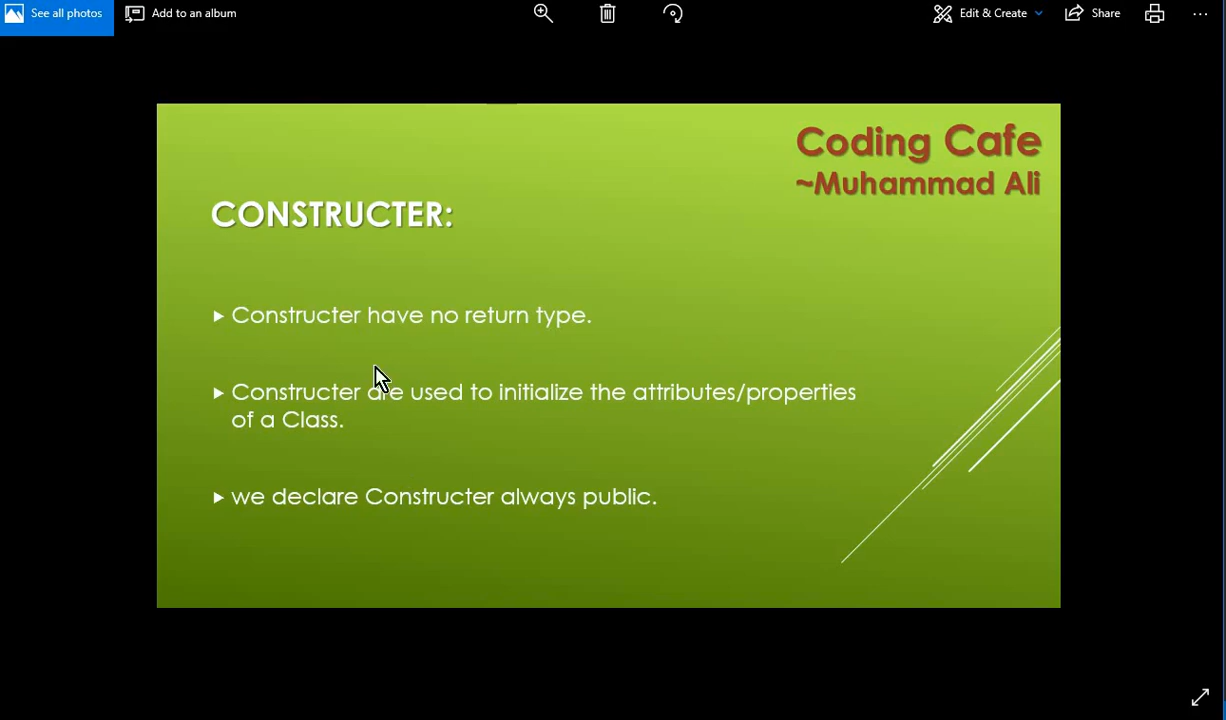 See all photos
Add to an album
Edit & Create
Share
Coding Cafe
~Muhammad Ali
CONSTRUCTER:
Constructer have no return type.
Constructer are used to initialize the attributes/properties
of a Class.
we declare Constructer always public.